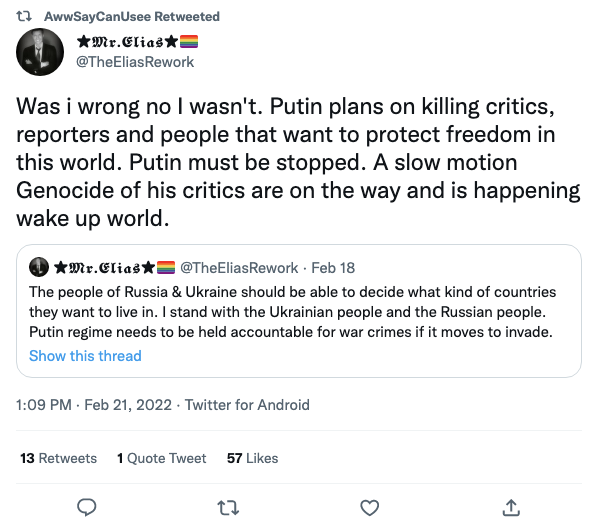 AwwSayCanUsee Retweeted
★𝕸𝖗.𝕰𝖑𝖎𝖆𝖘★🏳️‍🌈
@TheEliasRework
Was i wrong no I wasn't. Putin plans on killing critics,
reporters and people that want to protect freedom in
this world. Putin must be stopped. A slow motion
Genocide of his critics are on the way and is happening
wake up world.
★𝕸𝖗.𝕰𝖑𝖎𝖆𝖘★🏳️‍🌈 @TheEliasRework · Feb 18
The people of Russia & Ukraine should be able to decide what kind of countries
they want to live in. I stand with the Ukrainian people and the Russian people.
Putin regime needs to be held accountable for war crimes if it moves to invade.
Show this thread
1:09 PM · Feb 21, 2022 · Twitter for Android
13 Retweets 1 Quote Tweet 57 Likes